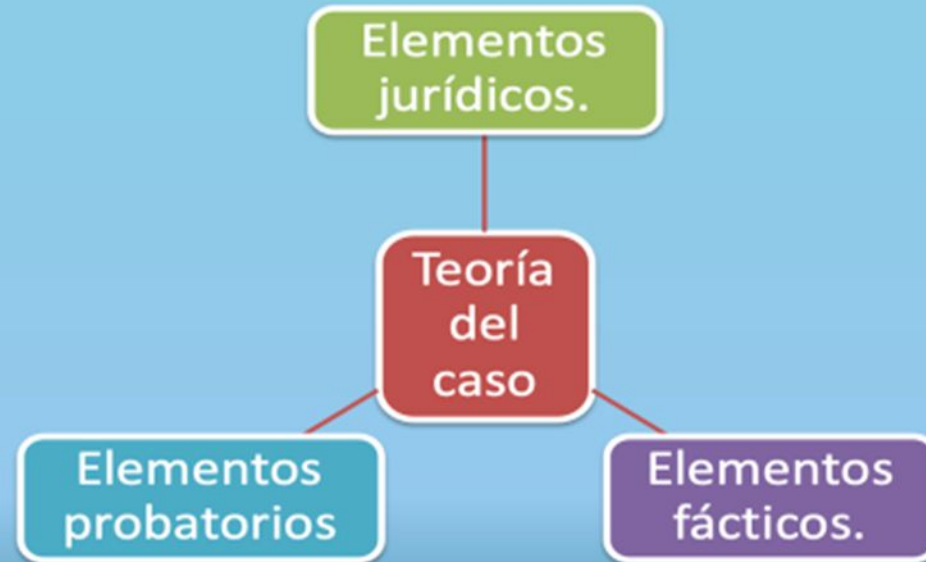 Elementos
jurídicos.
Teoría
del
caso
Elementos
probatorios
Elementos
fácticos.